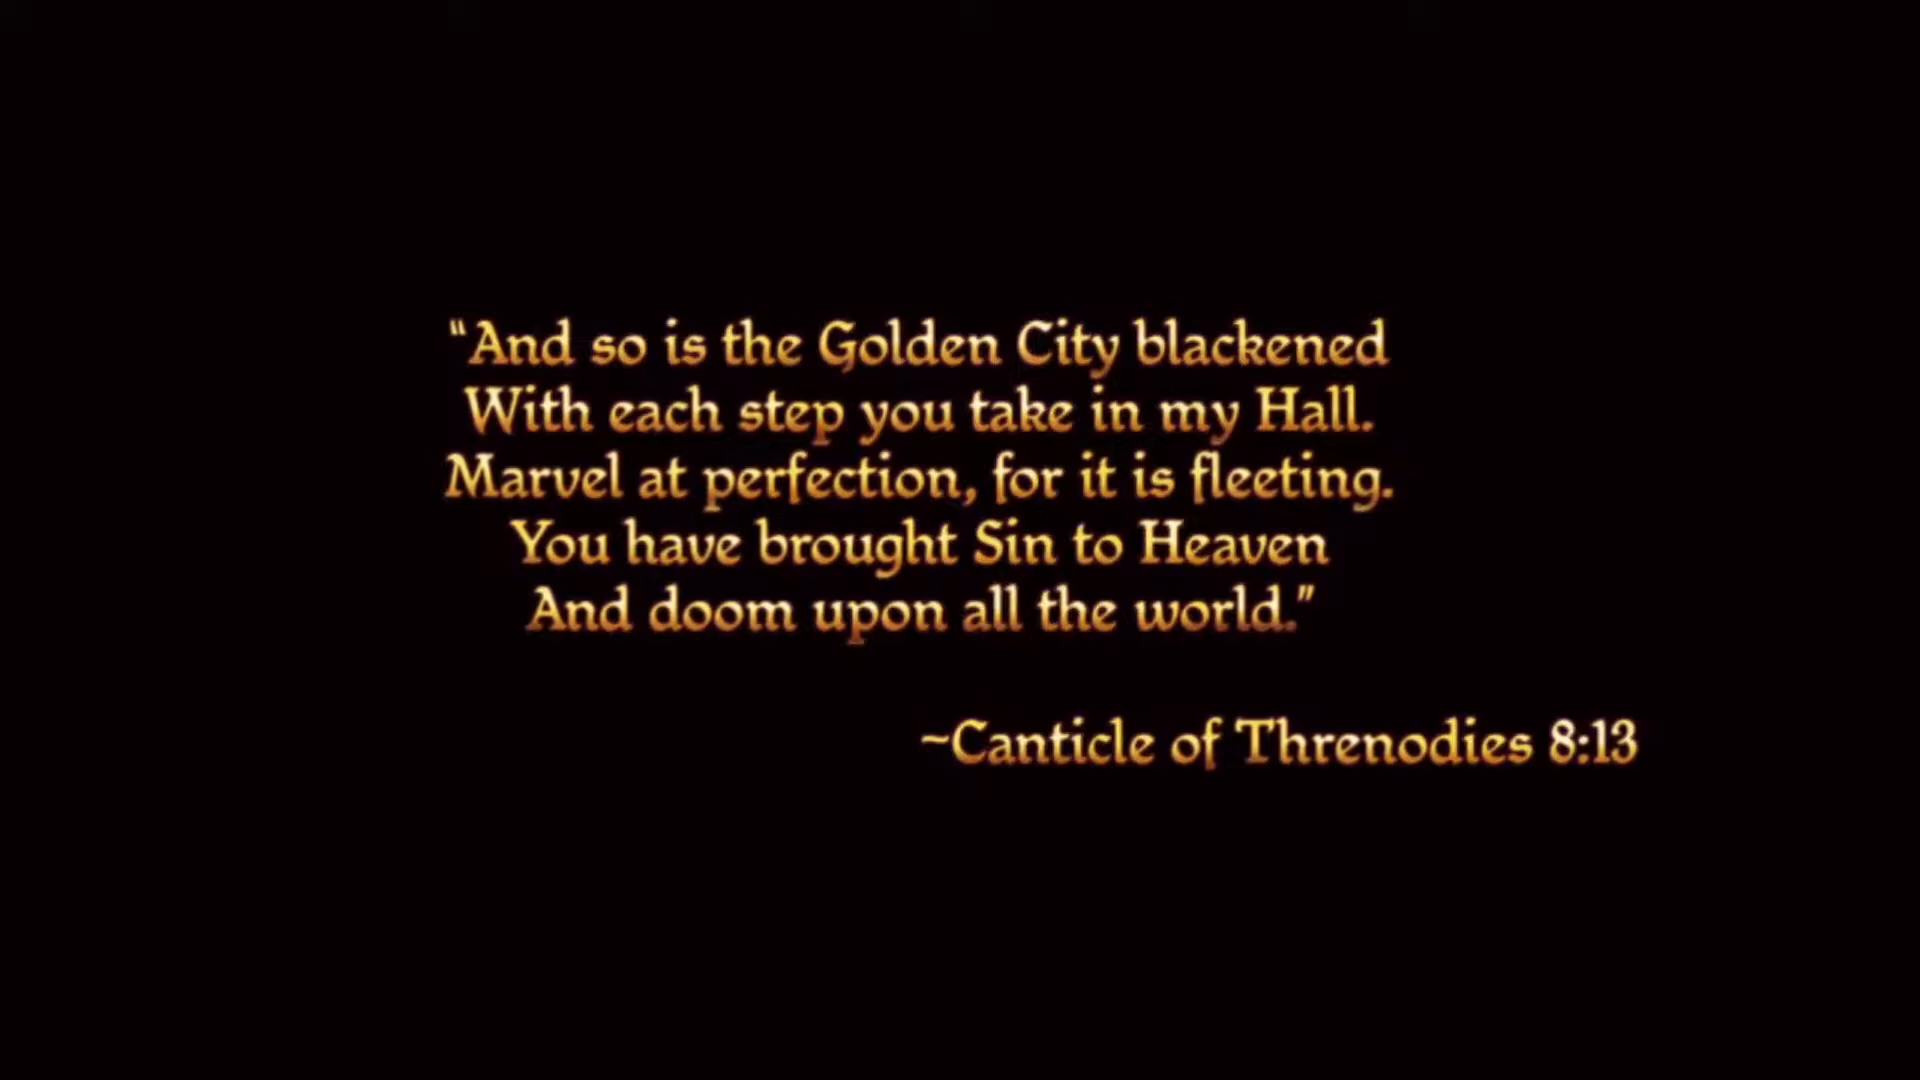 “And so is the Golden City blackened
With each step you take in my Hall.
Marvel at perfection, for it is fleeting.
You have brought Sin to Heaven
And doom upon all the world.”
~Canticle of Threnodies 8:13